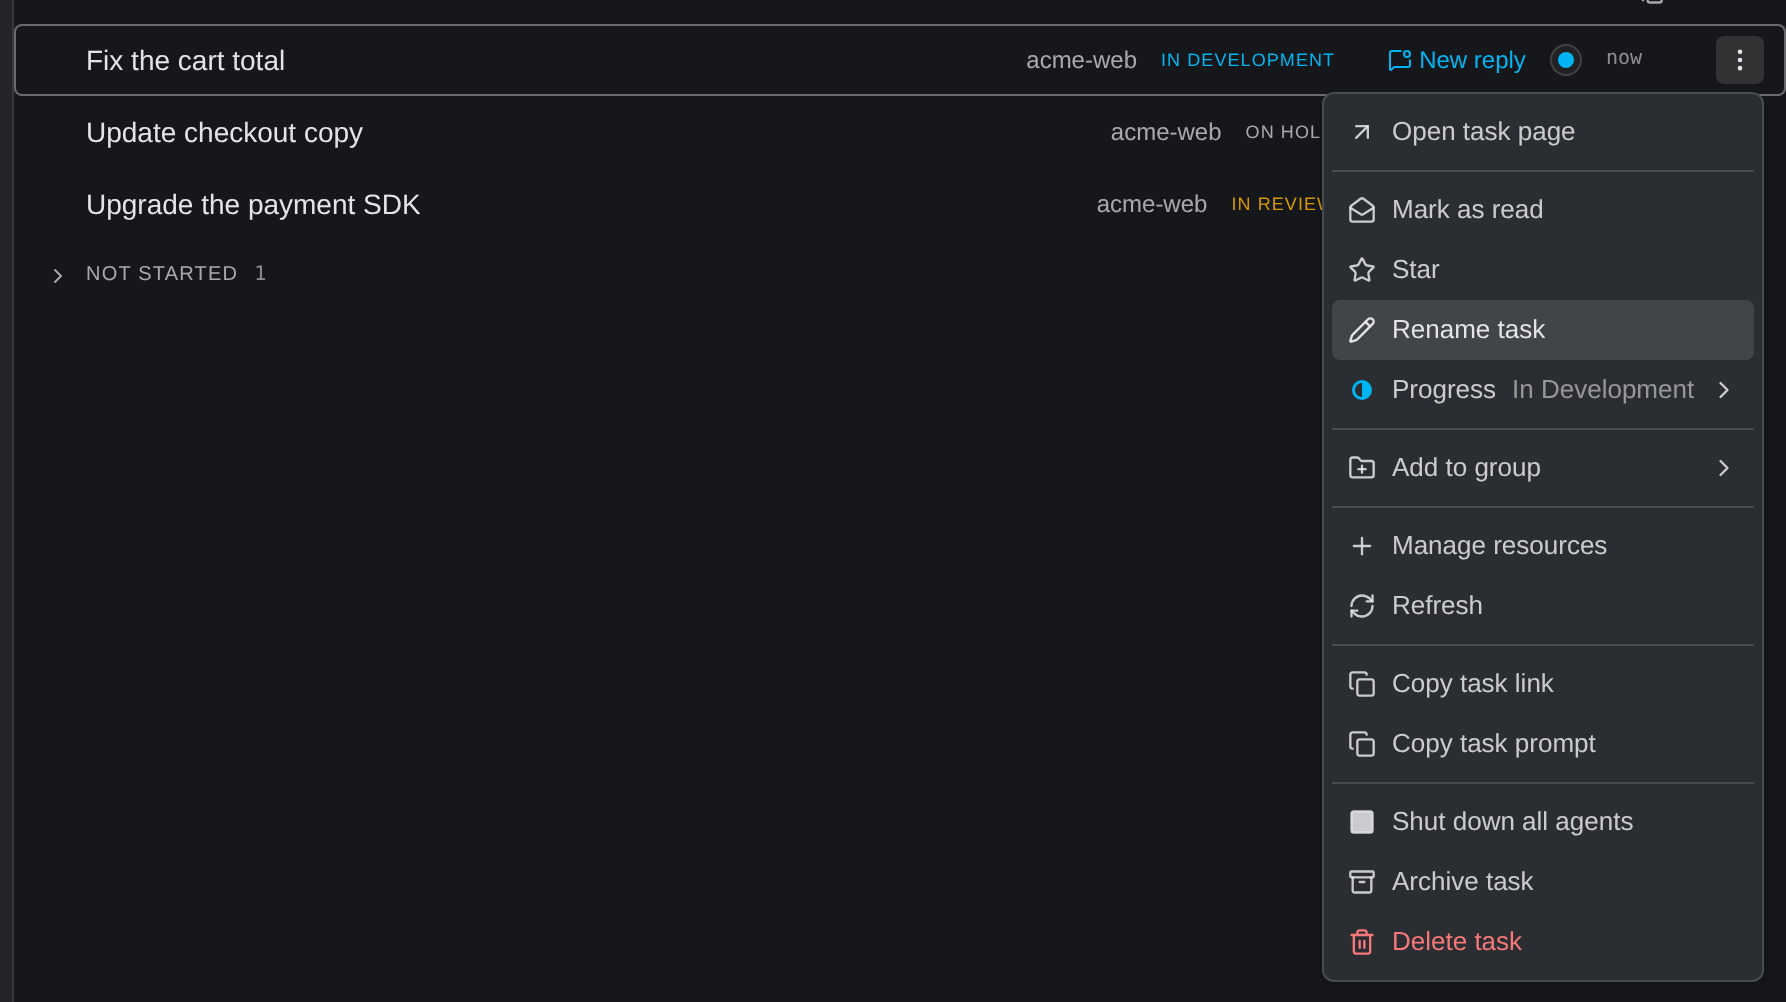 Fix the cart total acme-web IN DEVELOPMENT New reply now
Update checkout copy acme-web ON HOL
Upgrade the payment SDK acme-web IN REVIEW
NOT STARTED 1
Open task page
Mark as read
Star
Rename task
Progress In Development
Add to group
Manage resources
Refresh
Copy task link
Copy task prompt
Shut down all agents
Archive task
Delete task